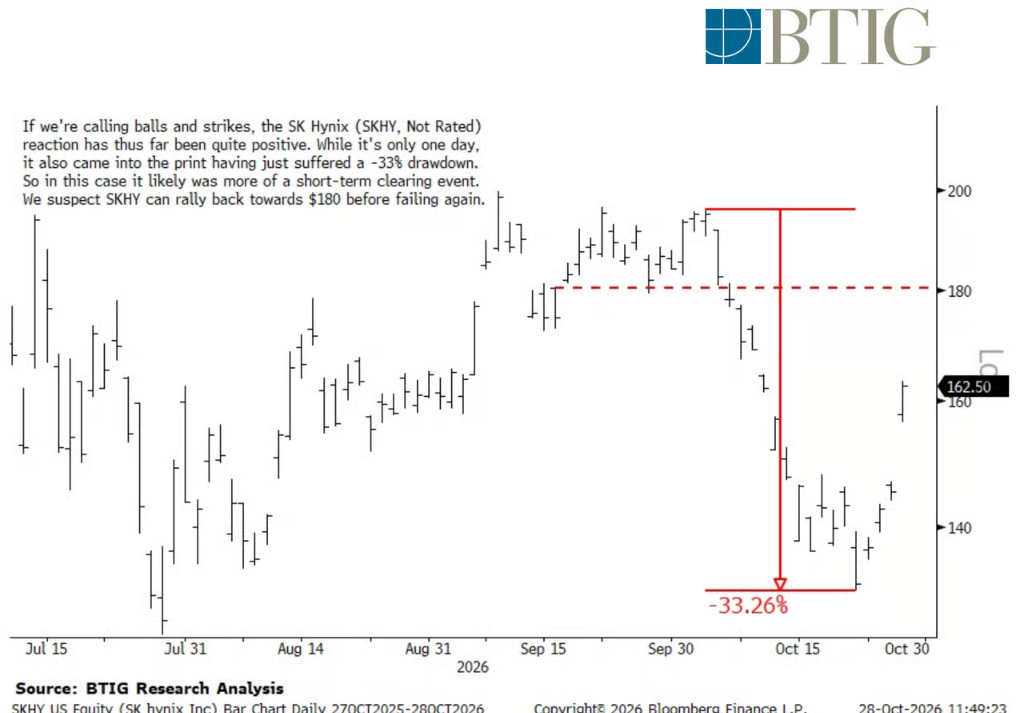 BTIG
If we're calling balls and strikes, the SK Hynix (SKHY, Not Rated)
reaction has thus far been quite positive. While it's only one day,
it also came into the print having just suffered a -33% drawdown.
So in this case it likely was more of a short-term clearing event.
We suspect SKHY can rally back towards $180 before failing again.
200
180
Lo
162.50
160
140
-33.26%
Jul 15
Jul 31
Aug 14
Aug 31
Sep 15
Sep 30
Oct 15
Oct 30
2026
Source: BTIG Research Analysis
SKHY US Equity (SK hynix Inc) Bar Chart Daily 27OCT2025-28OCT2026
Copyright© 2026 Bloomberg Finance L.P.
28-Oct-2026 11:49:23